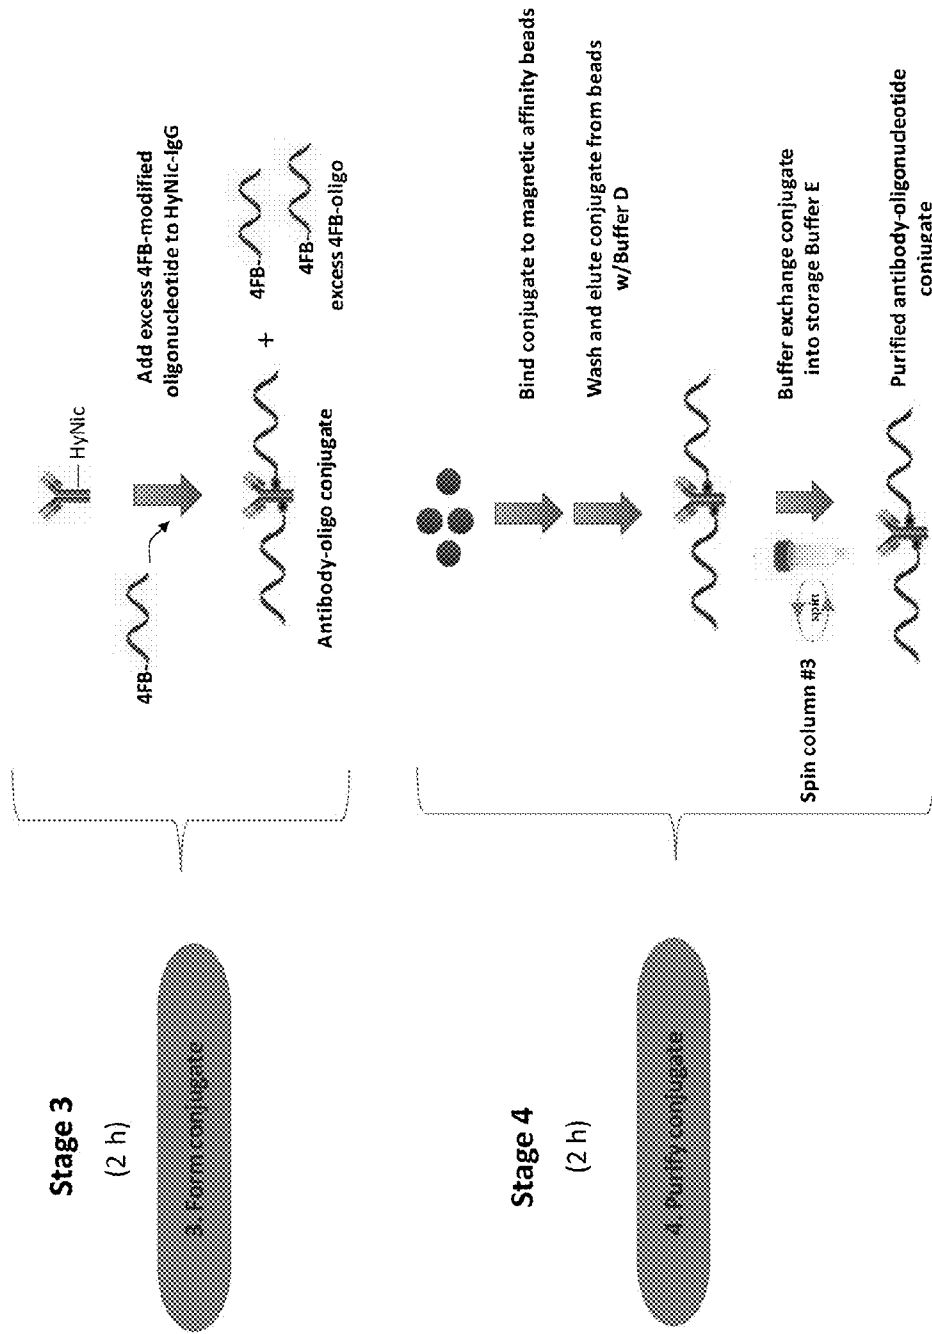 Stage 3
(2 h)
3. Form conjugate
HyNic
4FB-
Add excess 4FB-modified
oligonucleotide to HyNic-IgG
Antibody-oligo conjugate
+
4FB-
4FB-
excess 4FB-oligo
Stage 4
(2 h)
4. Purify conjugate
Bind conjugate to magnetic affinity beads
Wash and elute conjugate from beads
w/Buffer D
Spin column #3
spin
Buffer exchange conjugate
into storage Buffer E
Purified antibody-oligonudeotide
conjugate